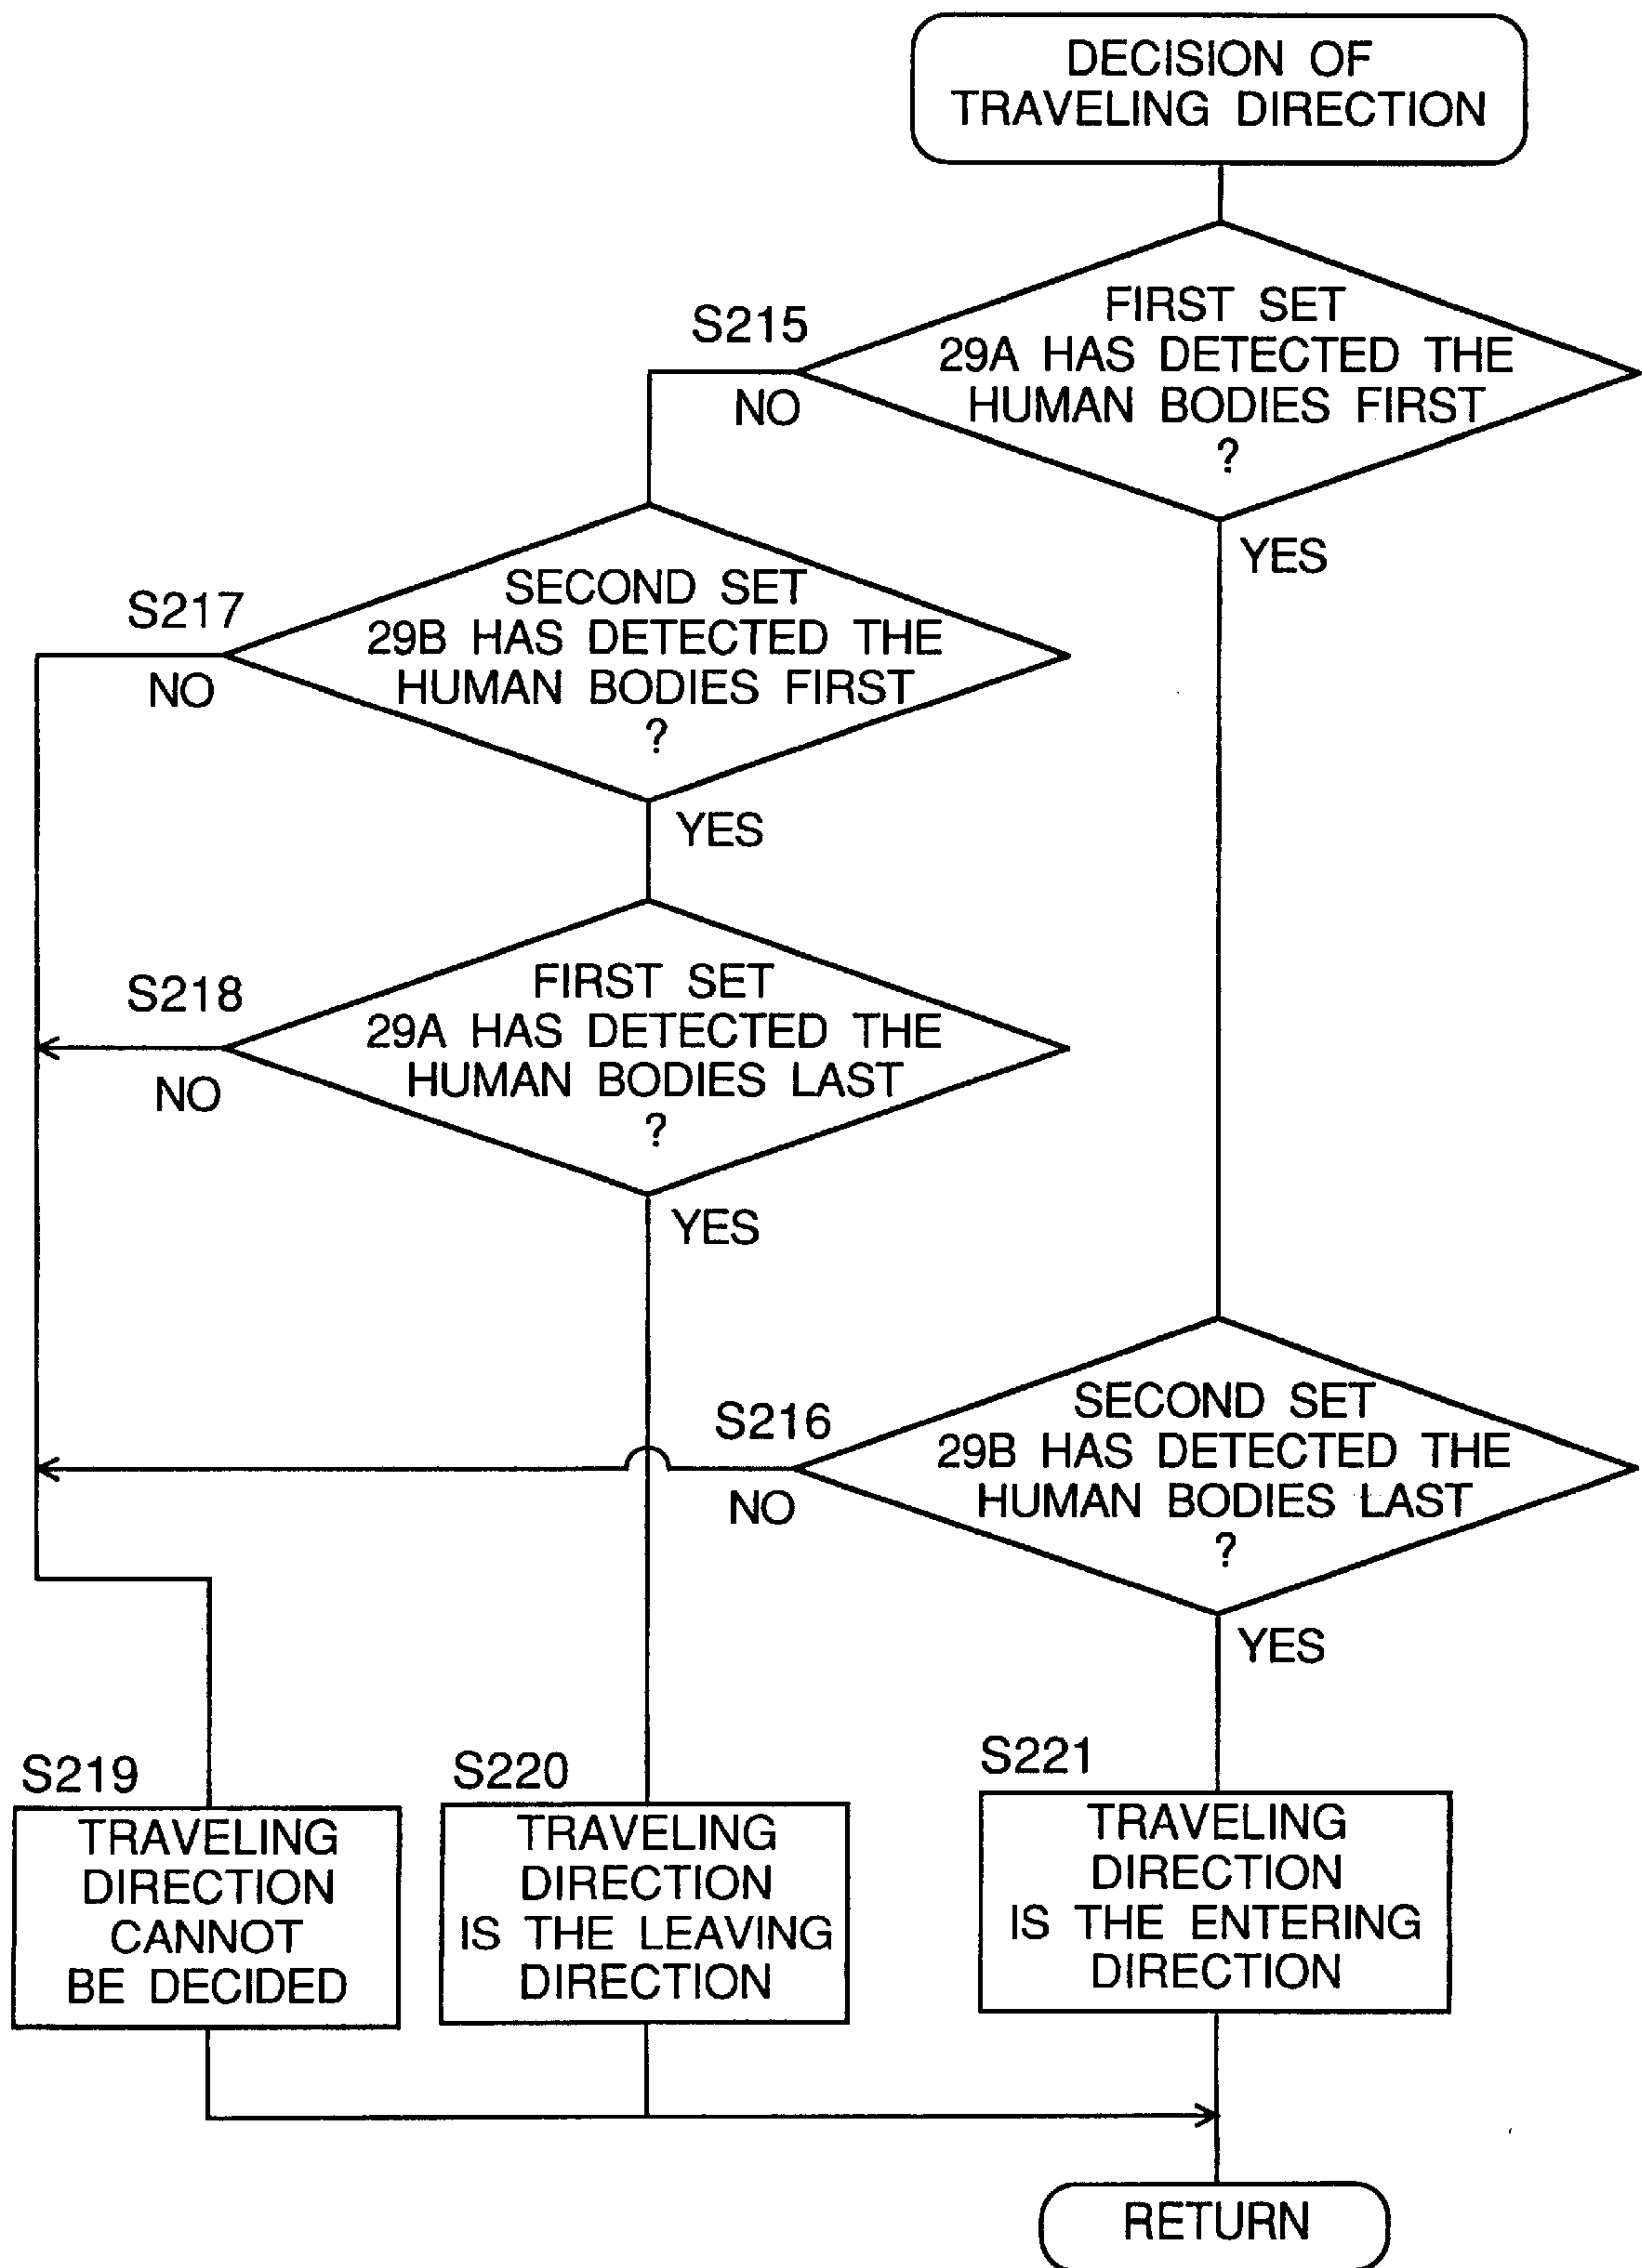 DECISION OF
TRAVELING DIRECTION
S215
FIRST SET
29A HAS DETECTED THE
HUMAN BODIES FIRST
?
NO
YES
S217
SECOND SET
29B HAS DETECTED THE
HUMAN BODIES FIRST
?
NO
YES
S218
FIRST SET
29A HAS DETECTED THE
HUMAN BODIES LAST
?
NO
YES
S216
SECOND SET
29B HAS DETECTED THE
HUMAN BODIES LAST
?
NO
YES
S219
TRAVELING
DIRECTION
CANNOT
BE DECIDED
S220
TRAVELING
DIRECTION
IS THE LEAVING
DIRECTION
S221
TRAVELING
DIRECTION
IS THE ENTERING
DIRECTION
RETURN